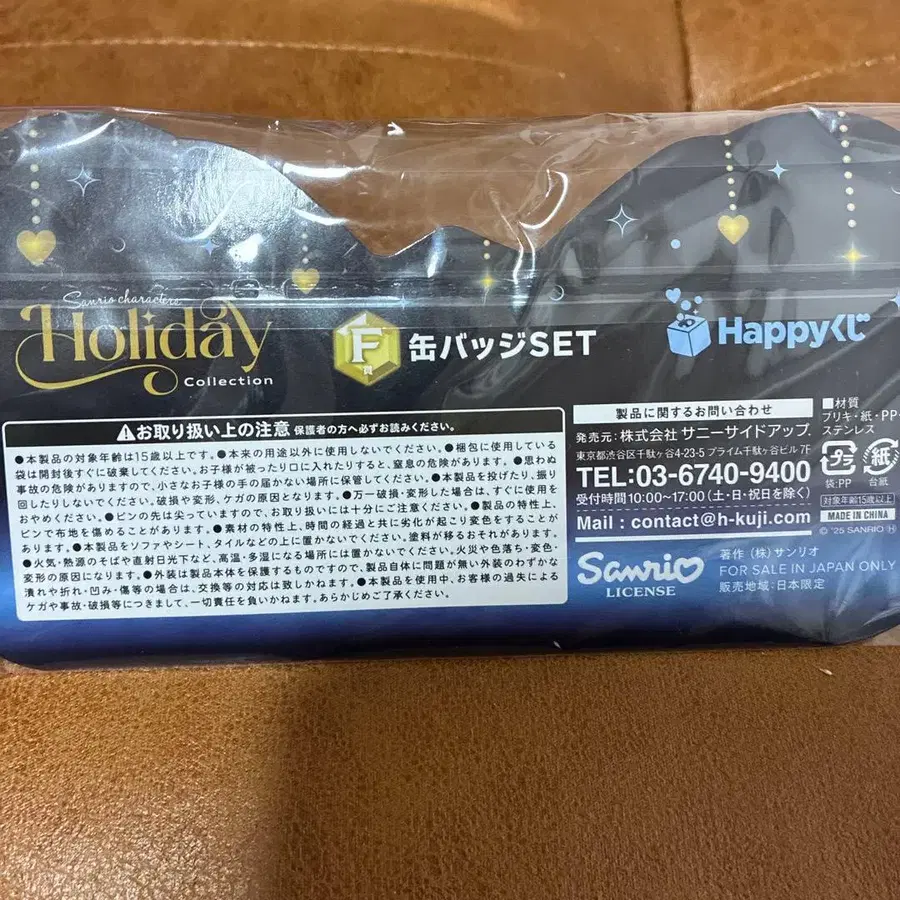 Sanrio characters
Holiday
Collection
F
賞
缶バッジSET
Happyくじ
⚠お取り扱い上の注意 保護者の方へ必ずお読みください。
●本製品の対象年齢は15歳以上です。●本来の用途以外に使用しないでください。●梱包に使用している
袋は開封後すぐに破棄してください。お子様が被ったり口に入れたりすると、窒息の危険があります。●思わぬ
事故の危険がありますので、小さなお子様の手の届かない場所に保管してください。●本製品を投げたり、振り
回したりしないでください。破損や変形、ケガの原因となります。●万一破損・変形した場合は、すぐに使用を
おやめください。●ピンの先は尖っていますので、お取り扱いには十分にご注意ください。●製品の特性上、
ピンで布地を傷めることがあります。●素材の特性上、時間の経過と共に劣化が起こり変色をすることが
あります。●本製品をソファやシート、タイルなどの上に置かないでください。塗料が移るおそれがあります。
●火気・熱源のそばや直射日光下など、高温・多湿になる場所には置かないでください。火災や色落ち・変色・
変形の原因になります。●外装は製品本体を保護するものですので、製品自体に問題が無い外装のわずかな
潰れや折れ・凹み・傷等の場合は、交換等の対応は致しかねます。●本製品を使用中、お客様の過失による
ケガや事故・破損等につきまして、一切責任を負いかねます。あらかじめご了承ください。
製品に関するお問い合わせ
発売元:株式会社 サニーサイドアップ
東京都渋谷区千駄ヶ谷4-23-5 プライム千駄ヶ谷ビル 7F
TEL:03-6740-9400
受付時間10:00~17:00(土・日・祝日を除く)
Mail : contact@h-kuji.com
Sanrio
LICENSE
著作 (株)サンリオ
FOR SALE IN JAPAN ONLY
販売地域:日本限定
■材質
ブリキ・紙・PP・
ステンレス
プラ
紙
袋:PP
台紙
対象年齢15歳以上
MADE IN CHINA
© '25 SANRIO Ⓗ